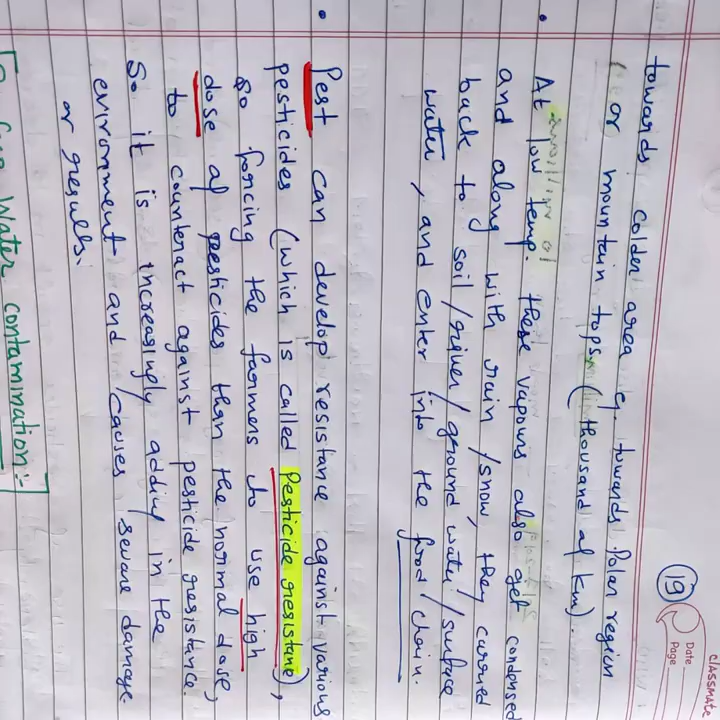 classmate
Date
Page
19
towards colder area eg. towards Polar region
or mountain tops (thousand of km).
At low temp. these vapours also get condensed
and along with rain /snow, they
back to soil/river/ground water/surface
water, and enter into the food chain.
Pest can develop resistance against various
pesticides (which is called Pesticide resistane),
So forcing the farmers to use high
dose of pesticides than the normal dose,
to counteract against pesticide resistance
So it is increasingly adding in the
environment and causes severe damage
or results.
Water contamination:-